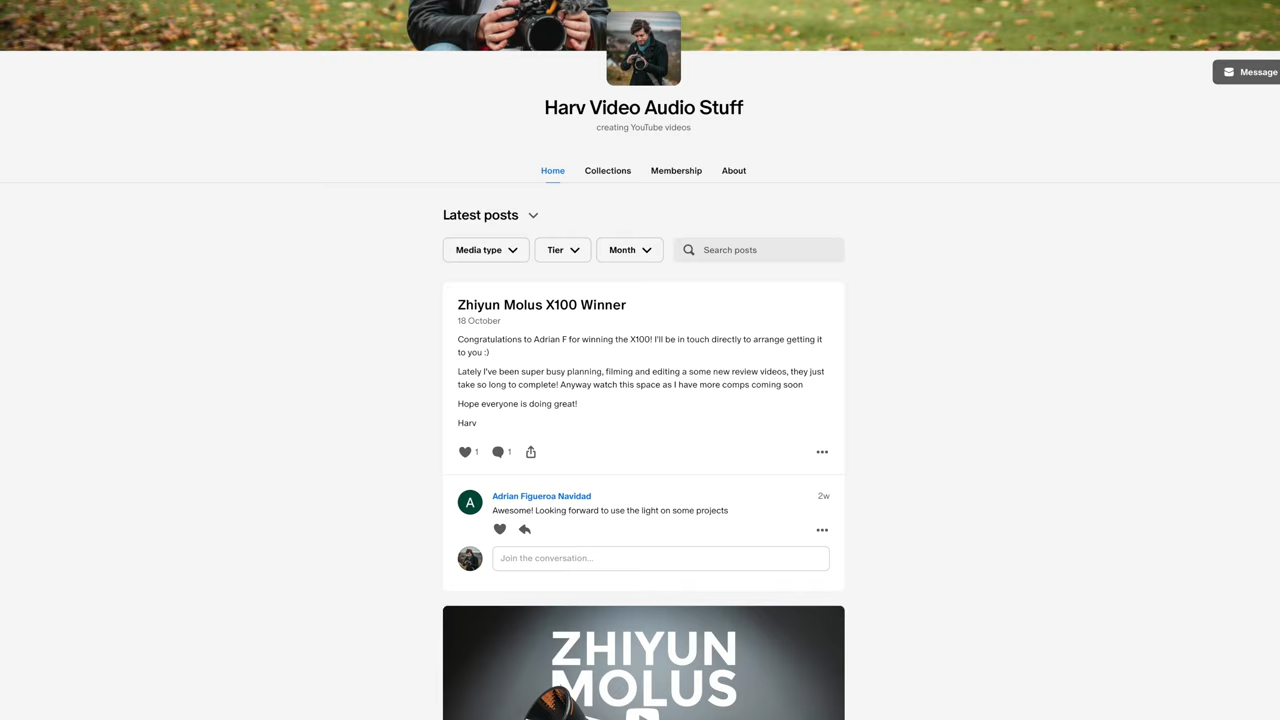 Message
Harv Video Audio Stuff
creating YouTube videos
Home Collections Membership About
Latest posts
Media type Tier Month Search posts
Zhiyun Molus X100 Winner
18 October
Congratulations to Adrian F for winning the X100! I'll be in touch directly to arrange getting it
to you :)
Lately I've been super busy planning, filming and editing a some new review videos, they just
take so long to complete! Anyway watch this space as I have more comps coming soon
Hope everyone is doing great!
Harv
1 1
A
Adrian Figueroa Navidad 2w
Awesome! Looking forward to use the light on some projects
Join the conversation...
ZHIYUN
MOLUS